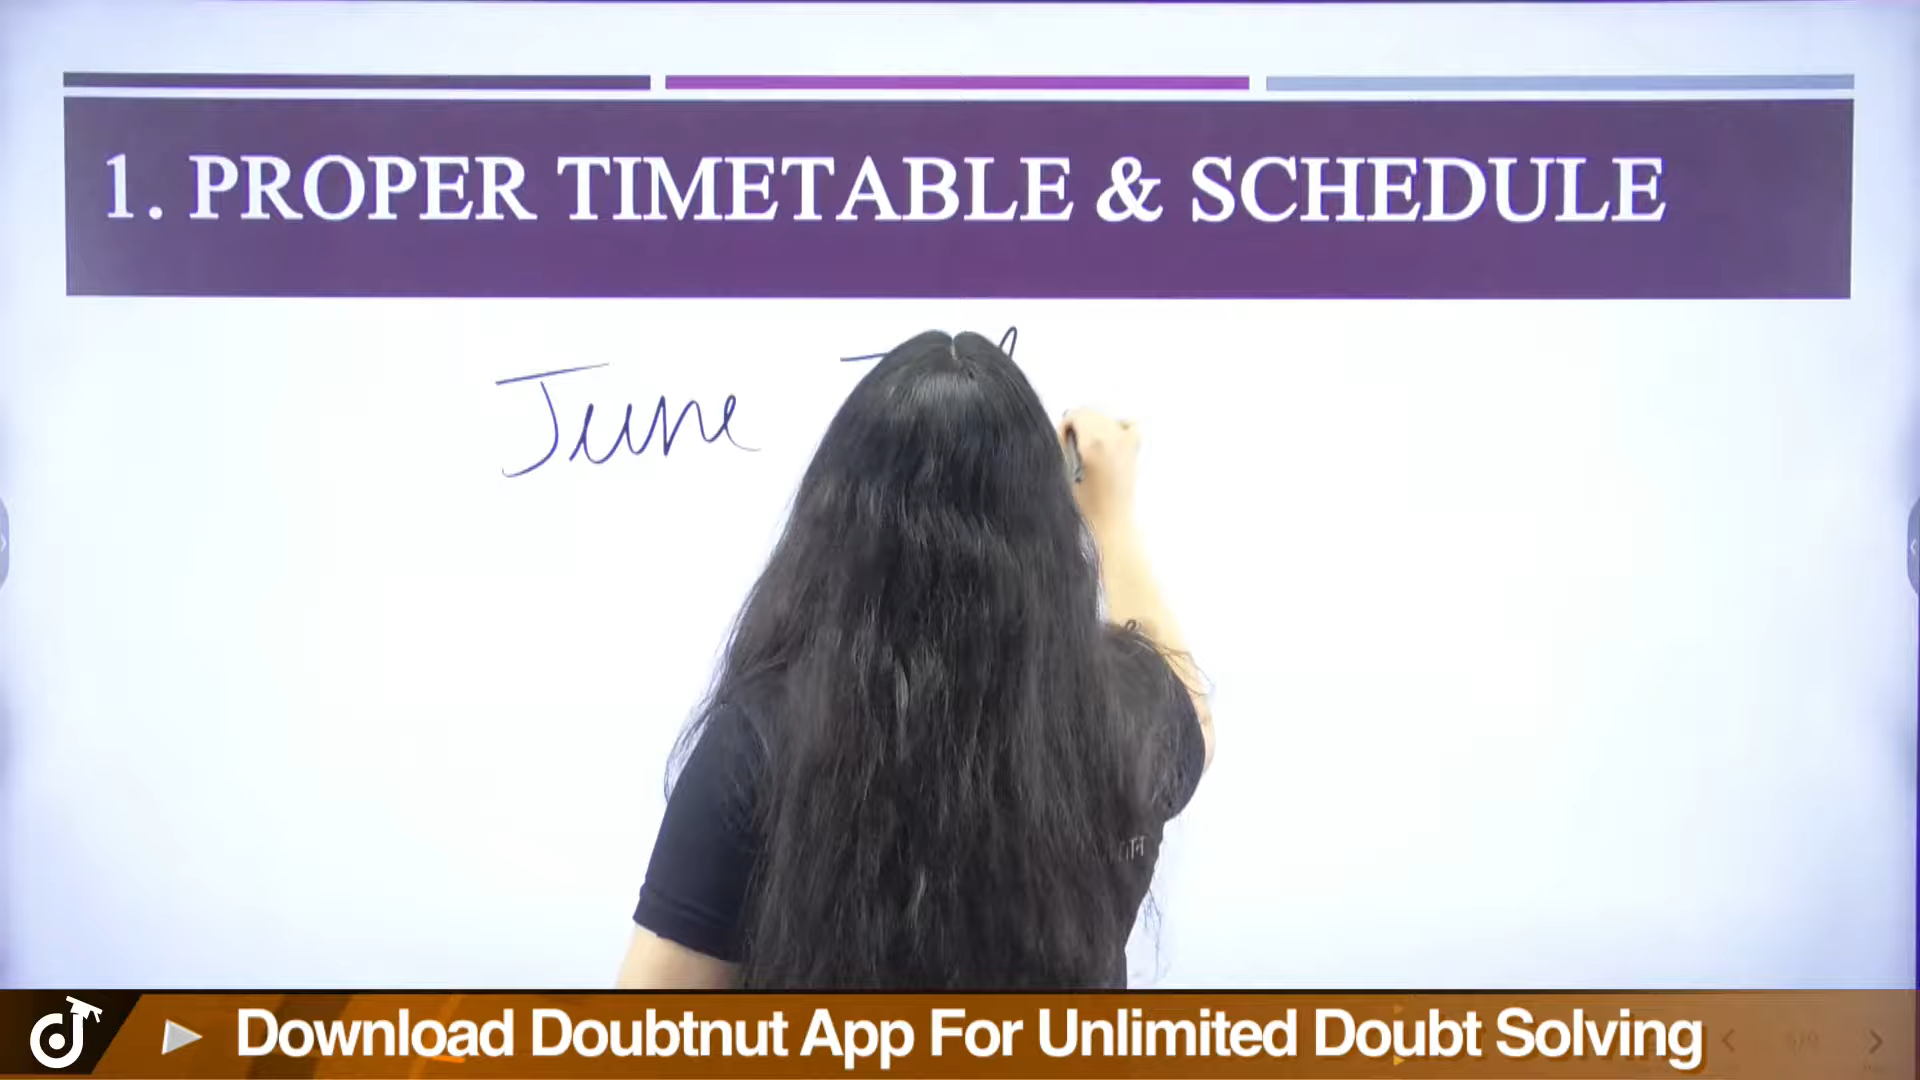 1. PROPER TIMETABLE & SCHEDULE
June
Download Doubtnut App For Unlimited Doubt Solving